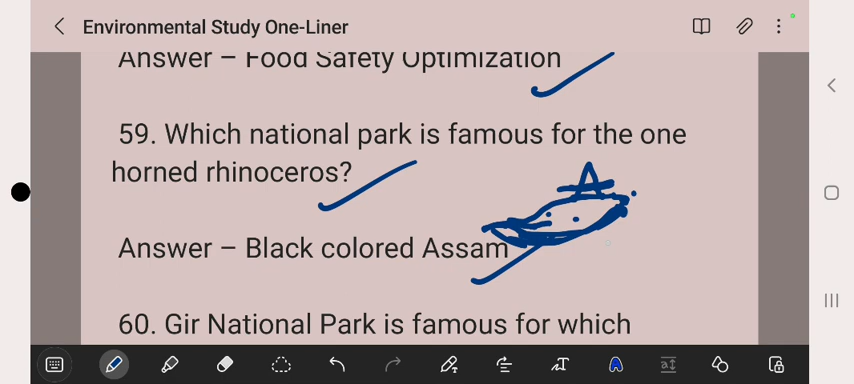 Environmental Study One-Liner
Answer – Food Safety Optimization
59. Which national park is famous for the one
horned rhinoceros?
Answer – Black colored Assam
60. Gir National Park is famous for which